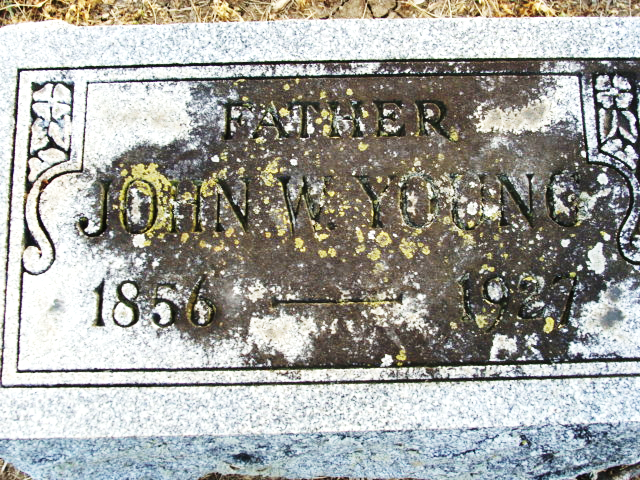 FATHER
JOHN W. YOUNG
1856 — 1927